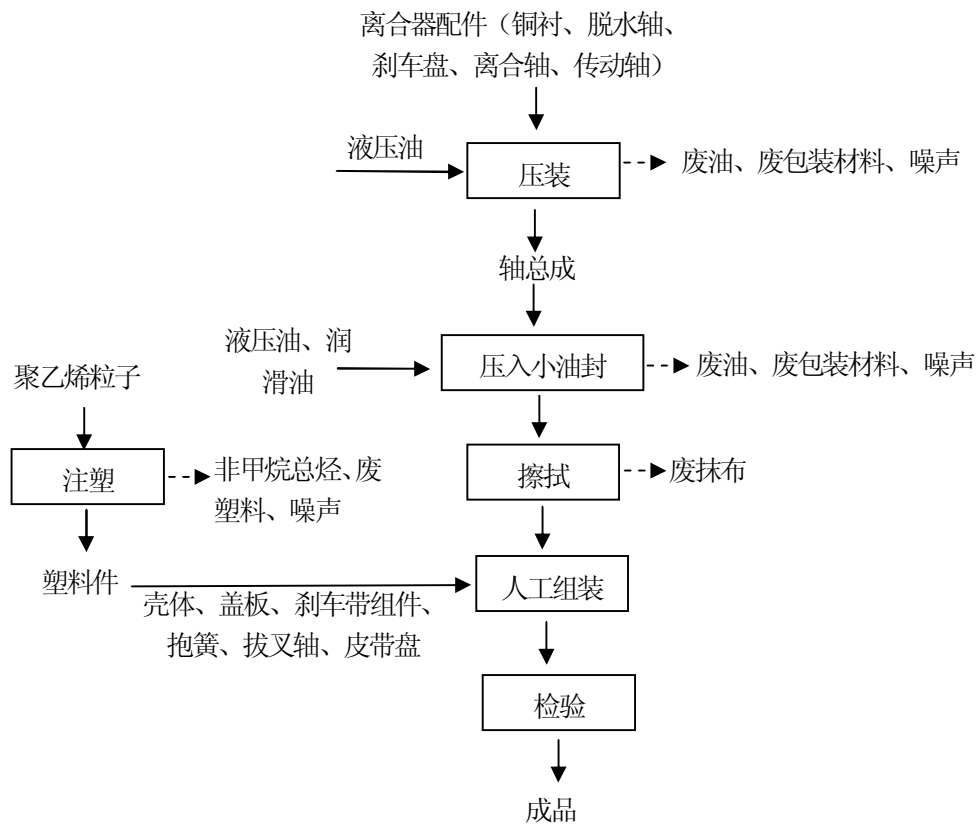 离合器配件（铜衬、脱水轴、
刹车盘、离合轴、传动轴）
液压油
压装
废油、废包装材料、噪声
轴总成
液压油、润
滑油
压入小油封
废油、废包装材料、噪声
聚乙烯粒子
注塑
非甲烷总烃、废
塑料、噪声
擦拭
废抹布
塑料件
壳体、盖板、刹车带组件、
抱簧、拔叉轴、皮带盘
人工组装
检验
成品